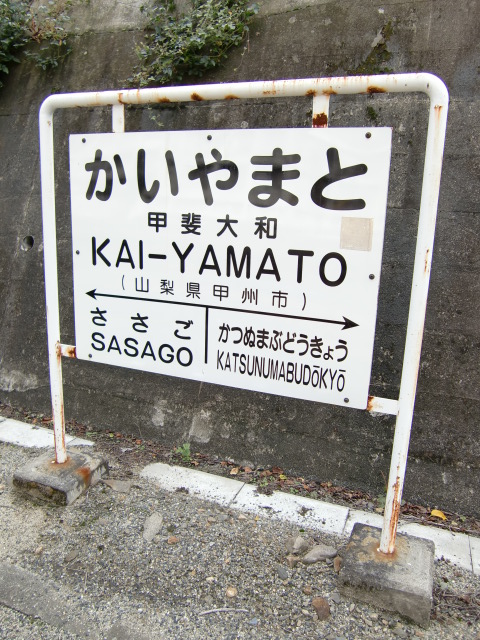 かいやまと
甲斐大和
KAI-YAMATO
(山梨県甲州市)
ささご
SASAGO
かつぬまぶどうきょう
KATSUNUMABUDŌKYŌ